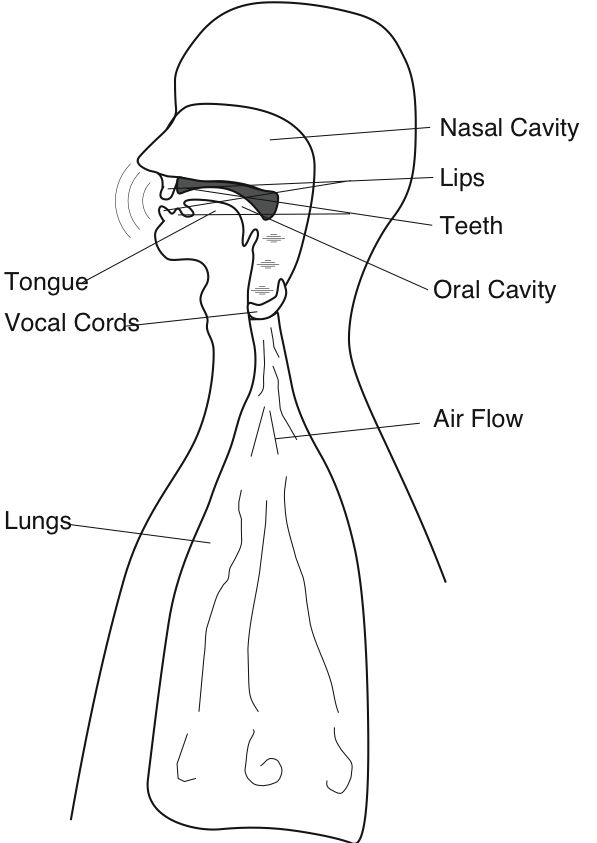 Nasal Cavity
Lips
Teeth
Tongue
Oral Cavity
Vocal Cords
Air Flow
Lungs